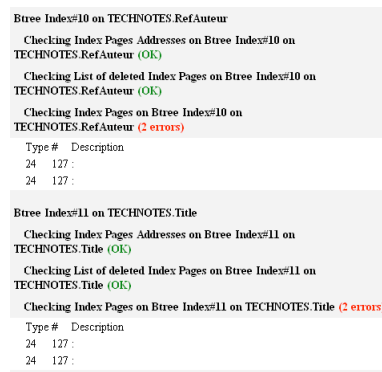 Btree Index#10 on TECHNOTES.RefAuteur
Checking Index Pages Addresses on Btree Index#10 on
TECHNOTES.RefAuteur (OK)
Checking List of deleted Index Pages on Btree Index#10 on
TECHNOTES.RefAuteur (OK)
Checking Index Pages on Btree Index#10 on
TECHNOTES.RefAuteur (2 errors)
Type # Description
24 127 :
24 127 :
Btree Index#11 on TECHNOTES.Title
Checking Index Pages Addresses on Btree Index#11 on
TECHNOTES.Title (OK)
Checking List of deleted Index Pages on Btree Index#11 on
TECHNOTES.Title (OK)
Checking Index Pages on Btree Index#11 on TECHNOTES.Title (2 errors
Type # Description
24 127 :
24 127 :